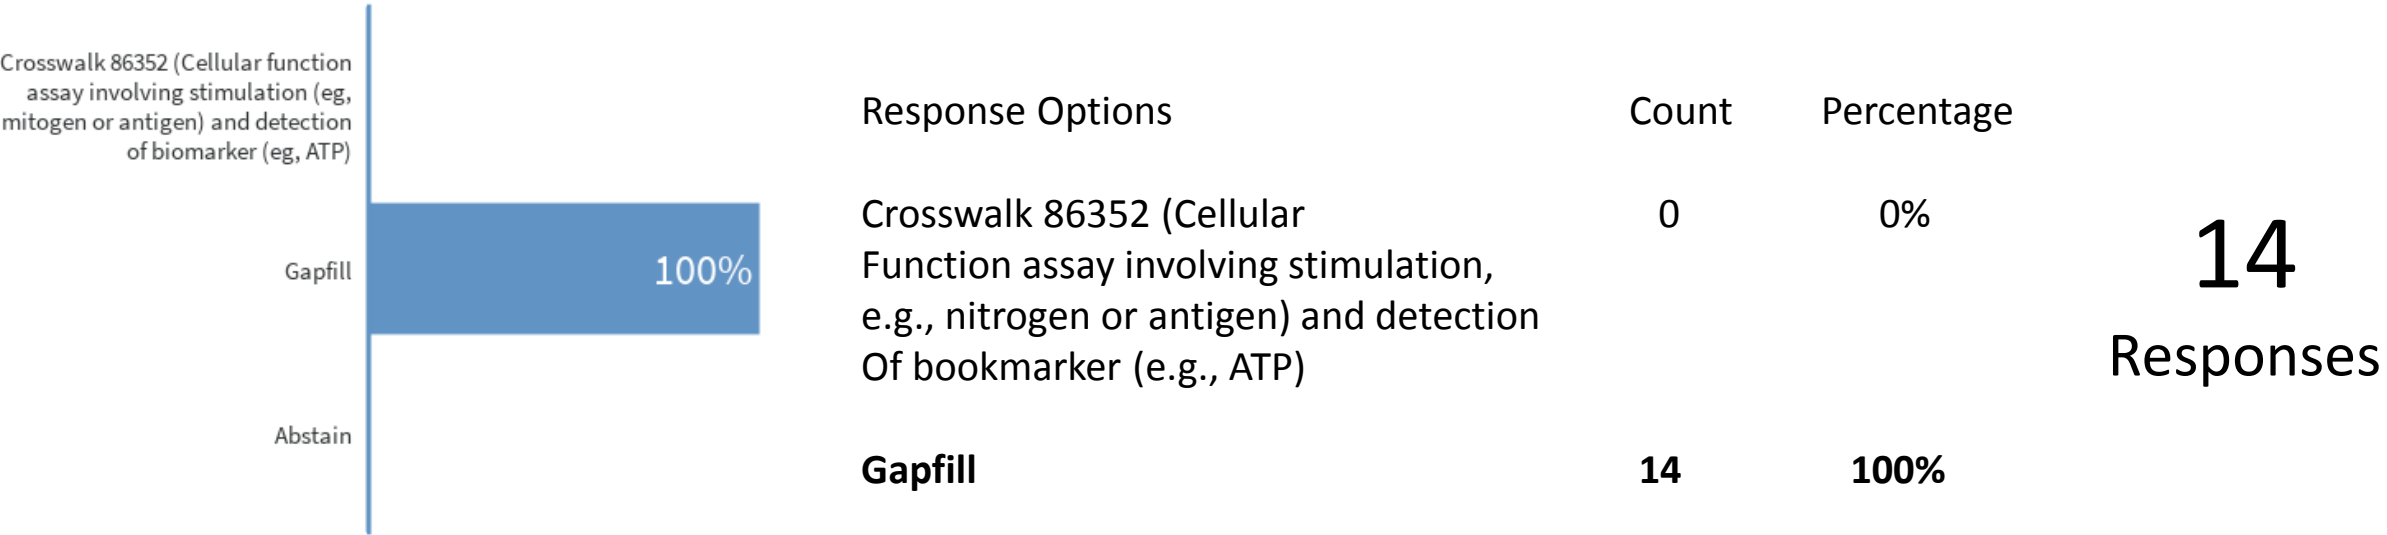 Crosswalk 86352 (Cellular function
assay involving stimulation (eg,
mitogen or antigen) and detection
of biomarker (eg, ATP)
Gapfill
100%
Abstain
Response Options Count Percentage
Crosswalk 86352 (Cellular 0 0%
Function assay involving stimulation,
e.g., nitrogen or antigen) and detection
Of bookmarker (e.g., ATP)
Gapfill 14 100%
14
Responses